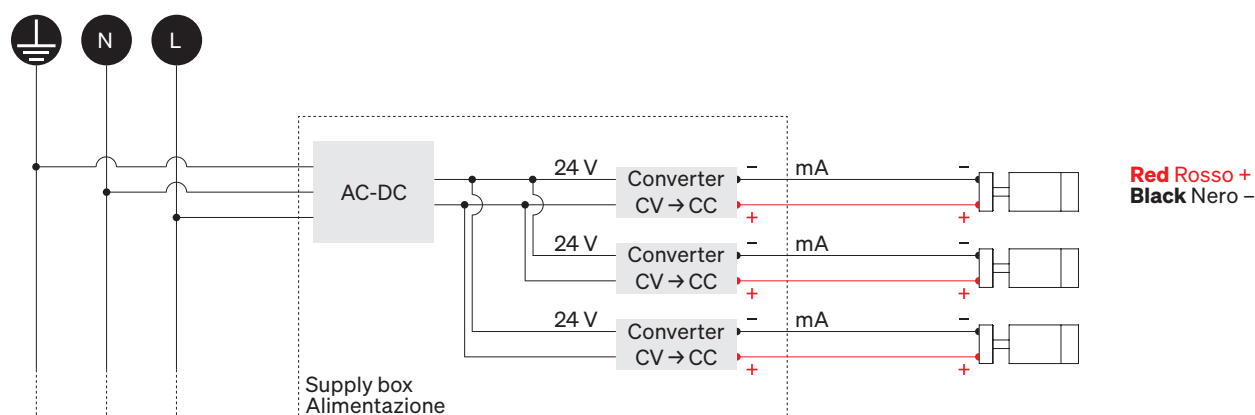 N
L
24 V
mA
Converter
CV → CC
–
+
–
+
Red Rosso +
Black Nero –
AC-DC
24 V
mA
Converter
CV → CC
–
+
–
+
24 V
mA
Converter
CV → CC
–
+
–
+
Supply box
Alimentazione